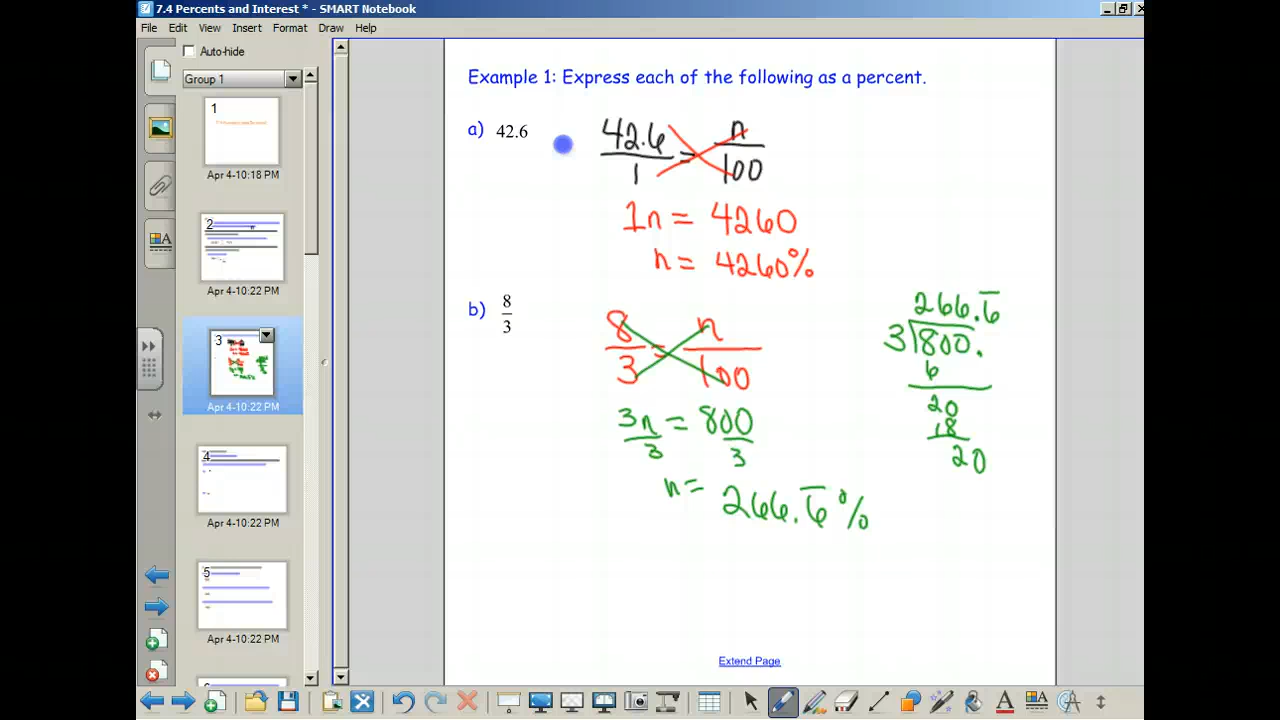 7.4 Percents and Interest * - SMART Notebook
File Edit View Insert Format Draw Help
Auto-hide
Group 1
1
Apr 4-10:18 PM
2
Apr 4-10:22 PM
3
Apr 4-10:22 PM
4
Apr 4-10:22 PM
5
Apr 4-10:22 PM
Example 1: Express each of the following as a percent.
a) 42.6
42.6/1 = n/100
1n = 4260
n = 4260%
b) 8/3
8/3 = n/100
3n/3 = 800/3
n = 266.6̅%
266.6̅
3 800.
6
20
18
20
Extend Page